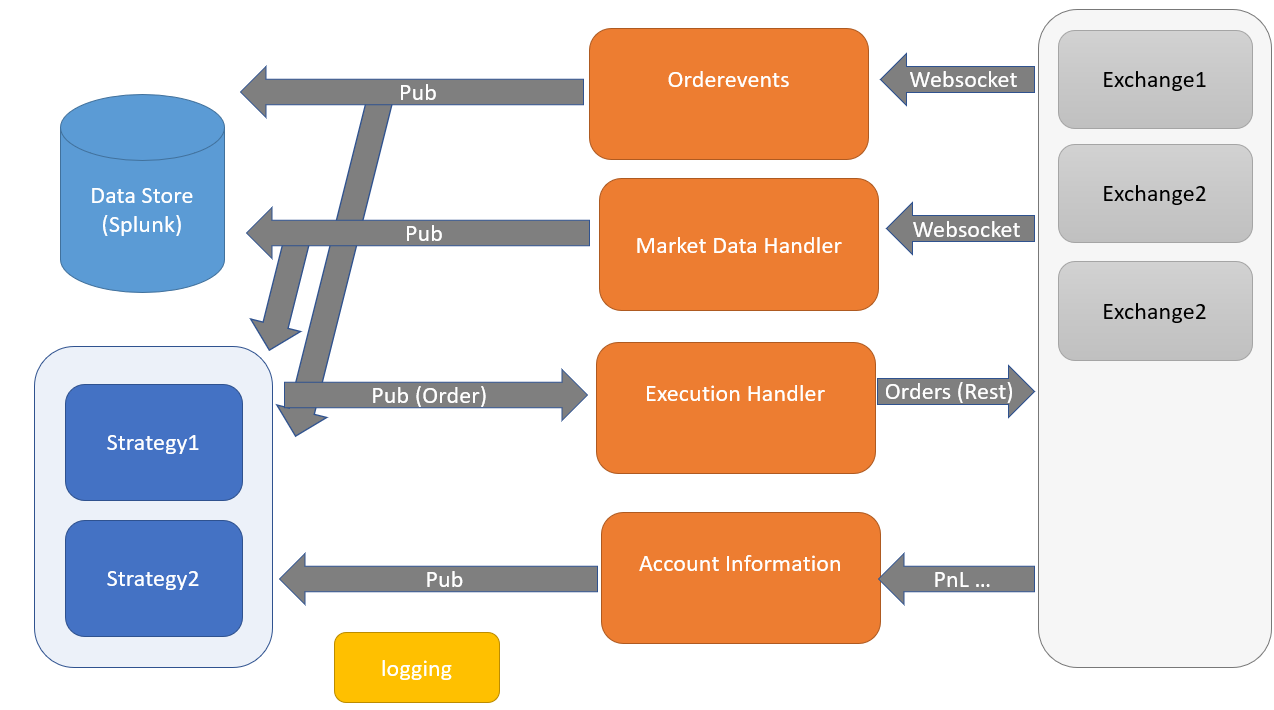 Orderevents
Websocket
Exchange1
Pub
Data Store
(Splunk)
Pub
Market Data Handler
Websocket
Exchange2
Exchange2
Pub (Order)
Execution Handler
Orders (Rest)
Strategy1
Strategy2
Pub
Account Information
PnL ...
logging